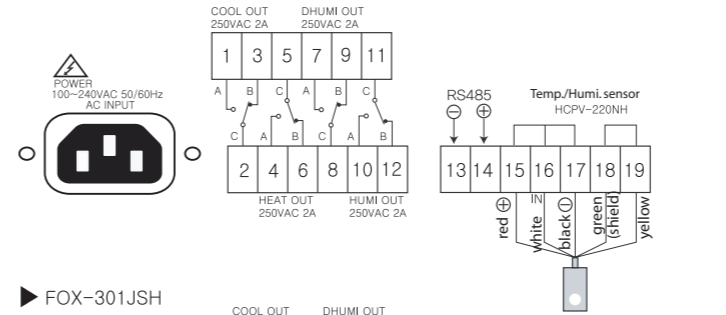 COOL OUT
250VAC 2A
DHUMI OUT
250VAC 2A
1 3 5 7 9 11
A B C A B C
C A B C A B
2 4 6 8 10 12
HEAT OUT
250VAC 2A
HUMI OUT
250VAC 2A
POWER
100~240VAC 50/60Hz
AC INPUT
RS485
Temp./Humi. sensor
HCPV-220NH
13 14 15 16 17 18 19
IN
red
white
black
green
(shield)
yellow
FOX-301JSH
COOL OUT
DHUMI OUT